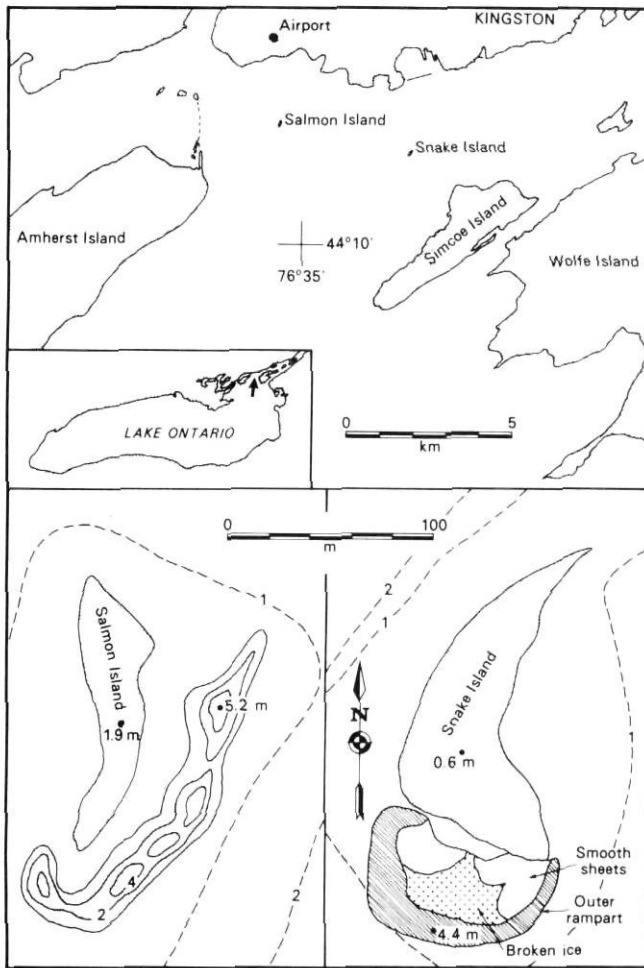 KINGSTON
Airport
Salmon Island
Snake Island
Amherst Island
44°10'
76°35'
Simcoe Island
Wolfe Island
LAKE ONTARIO
0 5
km
0 100
m
1
2
1
Salmon Island
5.2 m
1.9 m
4
2
2
N
Snake Island
0.6 m
1
Smooth
sheets
Outer
rampart
4.4 m
Broken ice